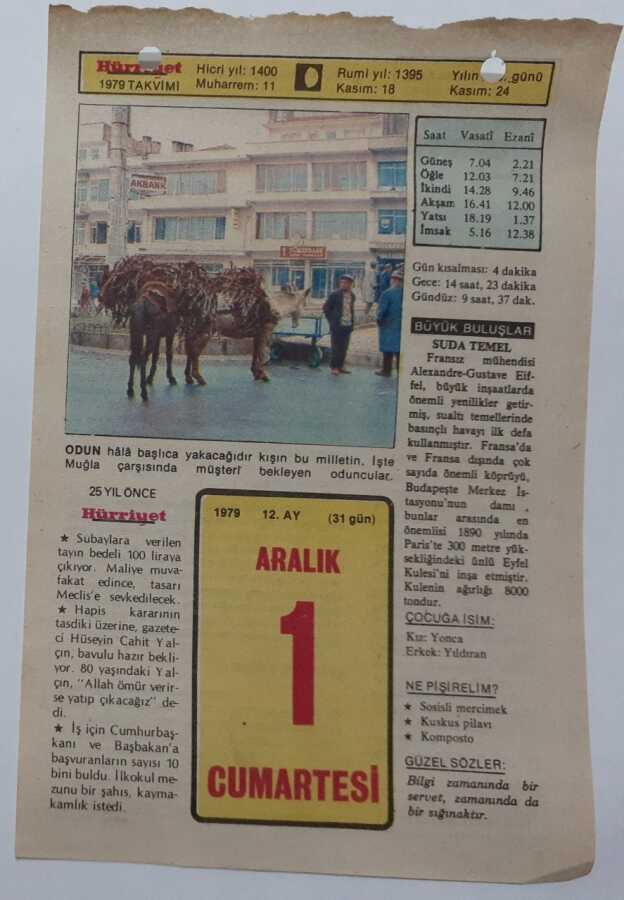 Hürriyet
1979 TAKVİMİ
Hicri yıl: 1400
Muharrem: 11
Rumi yıl: 1395
Kasım: 18
Yılın günü
Kasım: 24
AKBANK
Saat Vasatî Ezanî
Güneş 7.04 2.21
Öğle 12.03 7.21
İkindi 14.28 9.46
Akşam 16.41 12.00
Yatsı 18.19 1.37
İmsak 5.16 12.38
Gün kısalması: 4 dakika
Gece: 14 saat, 23 dakika
Gündüz: 9 saat, 37 dak.
BÜYÜK BULUŞLAR
SUDA TEMEL
Fransız mühendisi
Alexandre-Gustave Eif-
fel, büyük inşaatlarda
önemli yenilikler getir-
miş, sualtı temellerinde
basınçlı havayı ilk defa
kullanmıştır. Fransa'da
ve Fransa dışında çok
sayıda önemli köprüyü,
Budapeşte Merkez İs-
tasyonu'nun damı,
bunlar arasında en
önemlisi 1890 yılında
Paris'te 300 metre yük-
sekliğindeki ünlü Eyfel
Kulesi'ni inşa etmiştir.
Kulenin ağırlığı 8000
tondur.
ÇOCUĞA İSİM:
Kız: Yonca
Erkek: Yıldıran
NE PİŞİRELİM?
★ Sosisli mercimek
★ Kuskus pilavı
★ Komposto
GÜZEL SÖZLER:
Bilgi zamanında bir
servet, zamanında da
bir sığınaktır.
ODUN hâlâ başlıca yakacağıdır kışın bu milletin. İşte
Muğla çarşısında müşteri bekleyen oduncular.
25 YIL ÖNCE
Hürriyet
★ Subaylara verilen
tayın bedeli 100 liraya
çıkıyor. Maliye muva-
fakat edince, tasarı
Meclis'e sevkedilecek.
★ Hapis kararının
tasdiki üzerine, gazete-
ci Hüseyin Cahit Yal-
çın, bavulu hazır bekli-
yor. 80 yaşındaki Yal-
çın, "Allah ömür verir-
se yatıp çıkacağız" de-
di.
★ İş için Cumhurbaş-
kanı ve Başbakan'a
başvuranların sayısı 10
bini buldu. İlkokul me-
zunu bir şahıs, kayma-
kamlık istedi.
1979 12. AY (31 gün)
ARALIK
1
CUMARTESİ